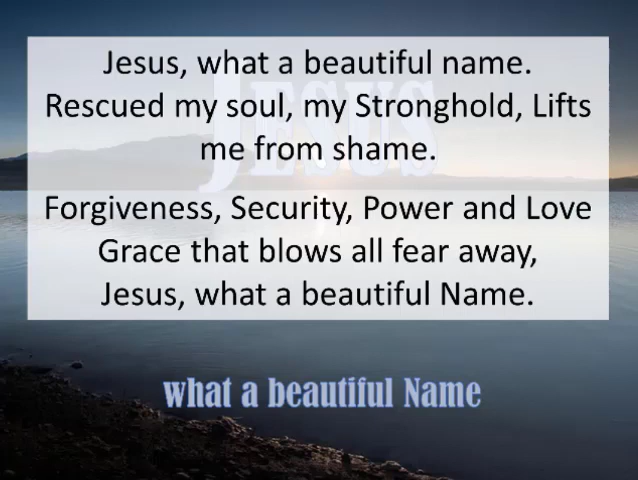 JESUS
Jesus, what a beautiful name.
Rescued my soul, my Stronghold, Lifts
me from shame.
Forgiveness, Security, Power and Love
Grace that blows all fear away,
Jesus, what a beautiful Name.
what a beautiful Name